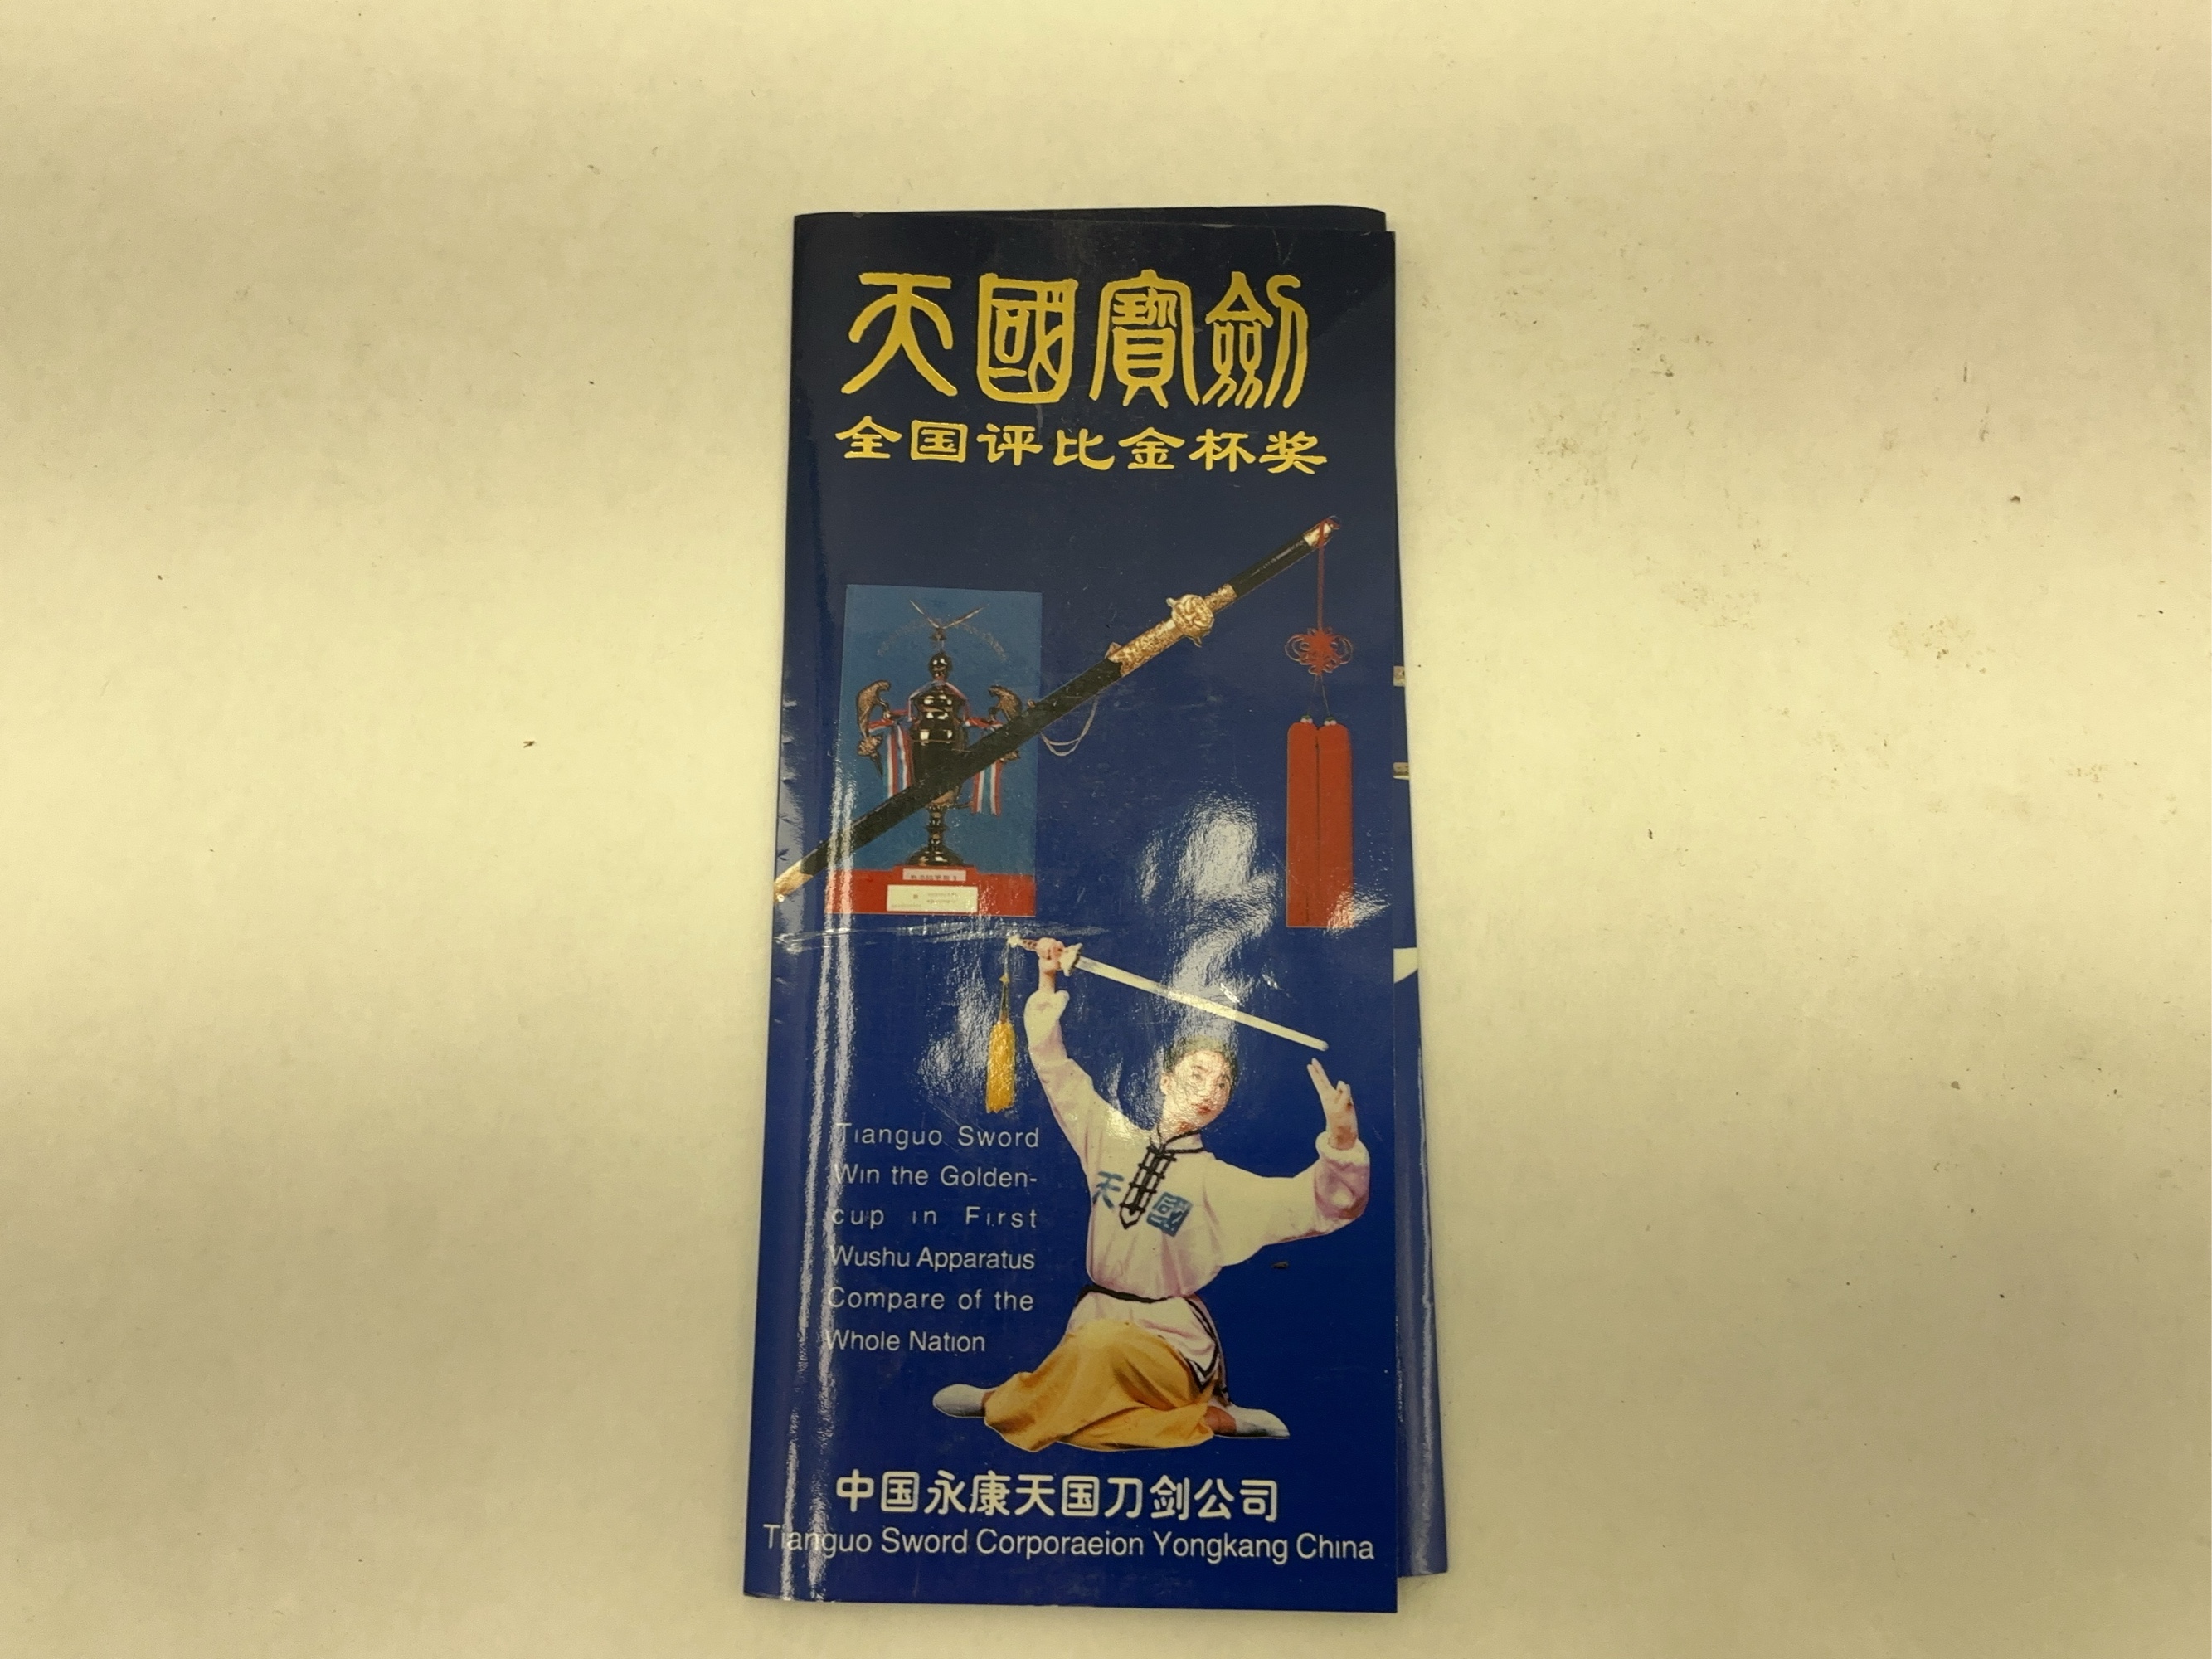 天國寶劍
全国评比金杯奖
Tianguo Sword
Win the Golden-
cup in First
Wushu Apparatus
Compare of the
Whole Nation
天國
中国永康天国刀剑公司
Tianguo Sword Corporaeion Yongkang China